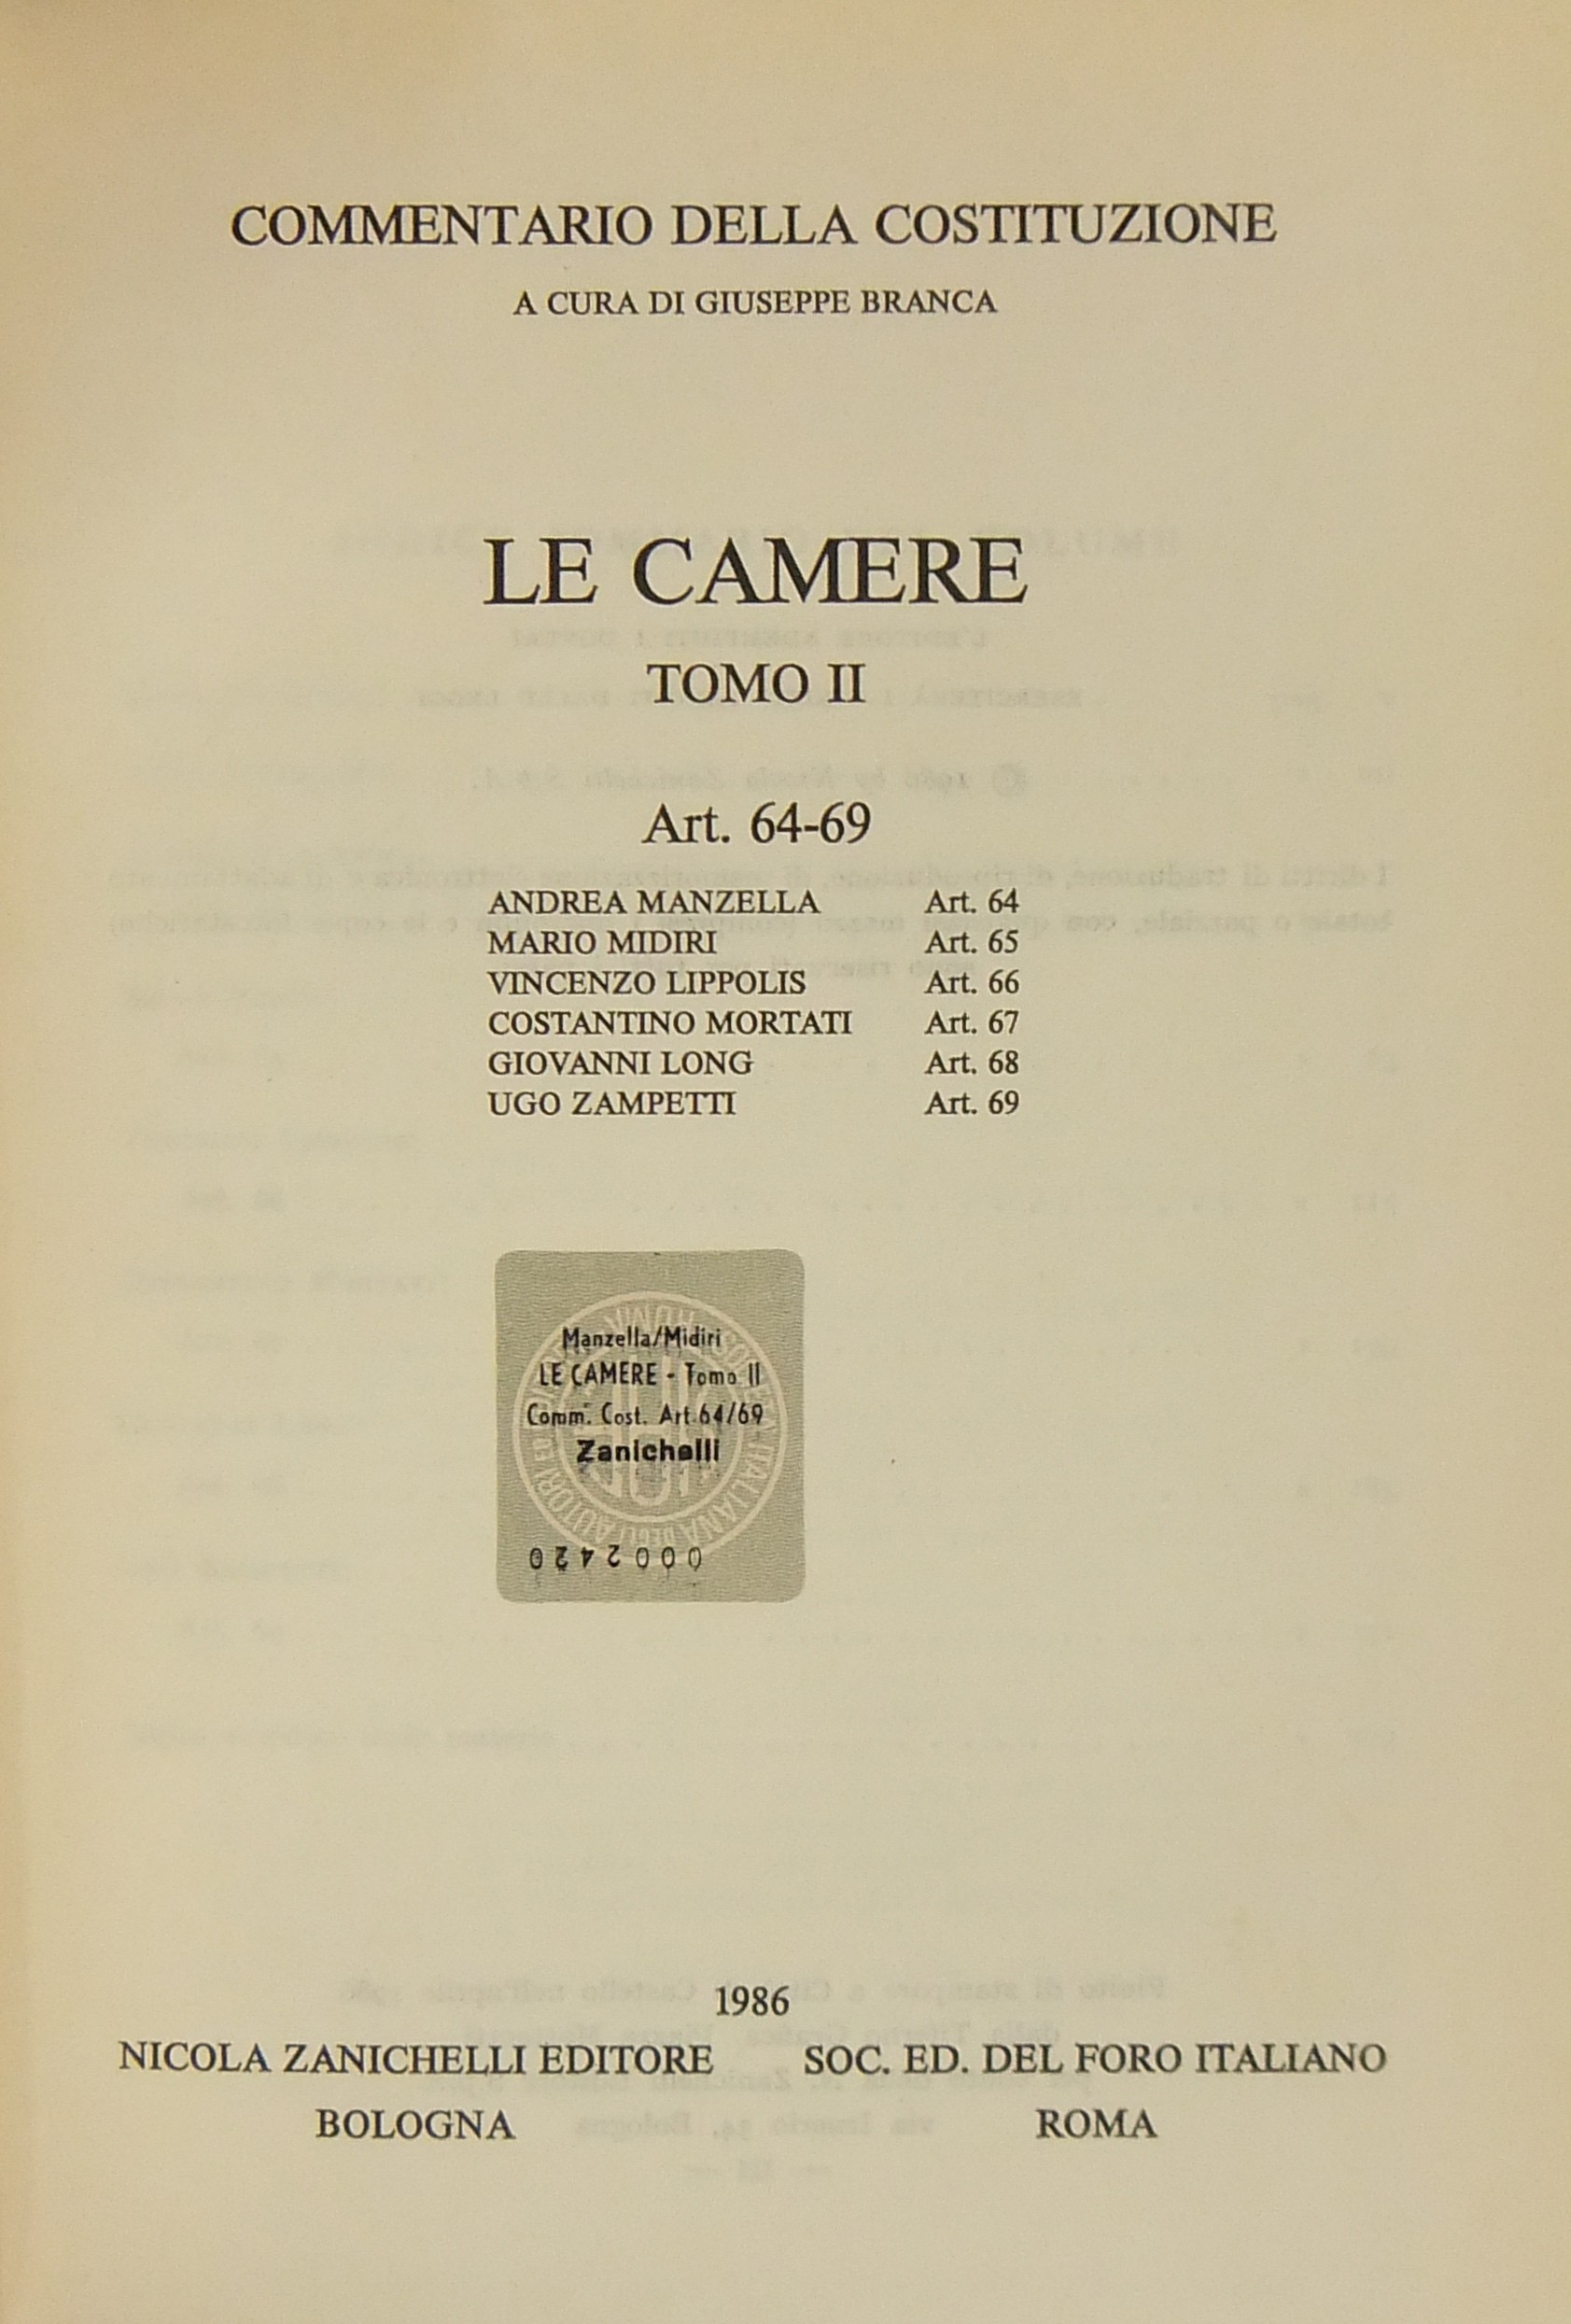 COMMENTARIO DELLA COSTITUZIONE
A CURA DI GIUSEPPE BRANCA
LE CAMERE
TOMO II
Art. 64-69
ANDREA MANZELLA Art. 64
MARIO MIDIRI Art. 65
VINCENZO LIPPOLIS Art. 66
COSTANTINO MORTATI Art. 67
GIOVANNI LONG Art. 68
UGO ZAMPETTI Art. 69
Manzella/Midiri
LE CAMERE - Tomo II
Comm. Cost. Art.64/69
Zanichelli
0002420
1986
NICOLA ZANICHELLI EDITORE SOC. ED. DEL FORO ITALIANO
BOLOGNA ROMA